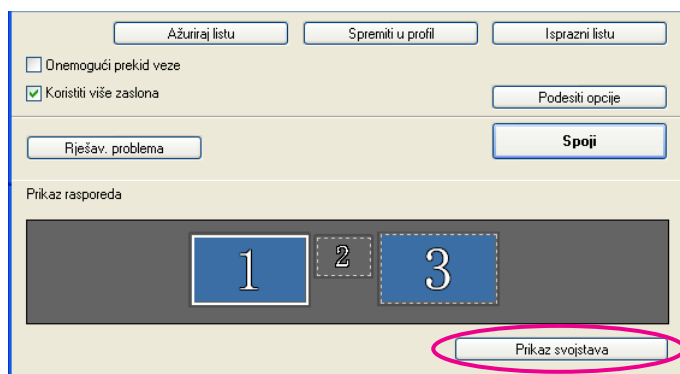 Ažuriraj listu Spremiti u profil Isprazni listu
Onemogući prekid veze
Koristiti više zaslona
Podesiti opcije
Rješav. problema
Spoji
Prikaz rasporeda
1 2 3
Prikaz svojstava